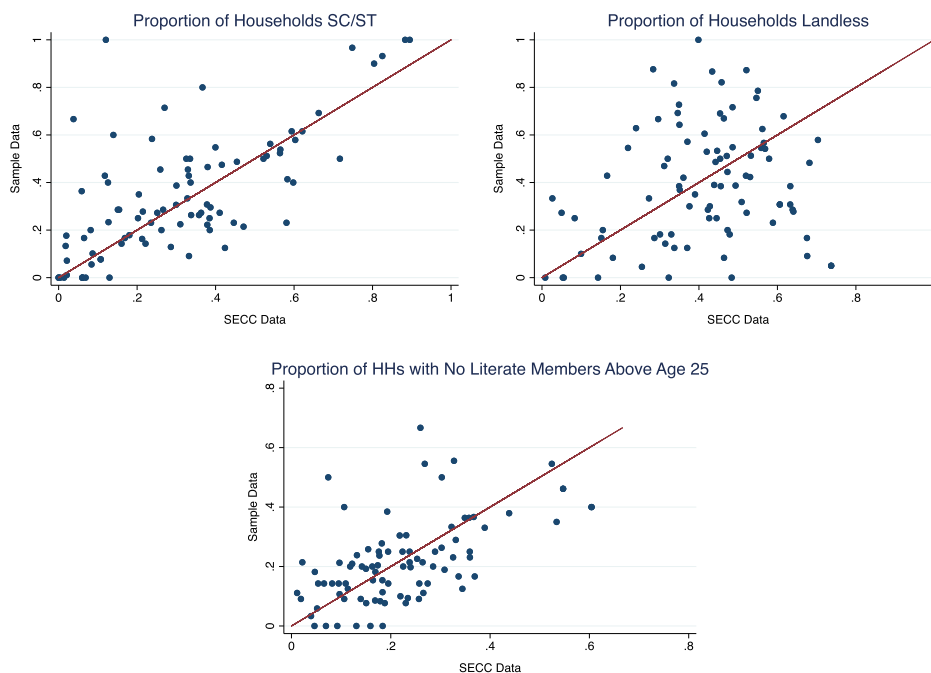 Proportion of Households SC/ST
Sample Data
1
.8
.6
.4
.2
0
0 .2 .4 .6 .8 1
SECC Data
Proportion of Households Landless
Sample Data
1
.8
.6
.4
.2
0
0 .2 .4 .6 .8
SECC Data
Proportion of HHs with No Literate Members Above Age 25
Sample Data
.8
.6
.4
.2
0
0 .2 .4 .6 .8
SECC Data